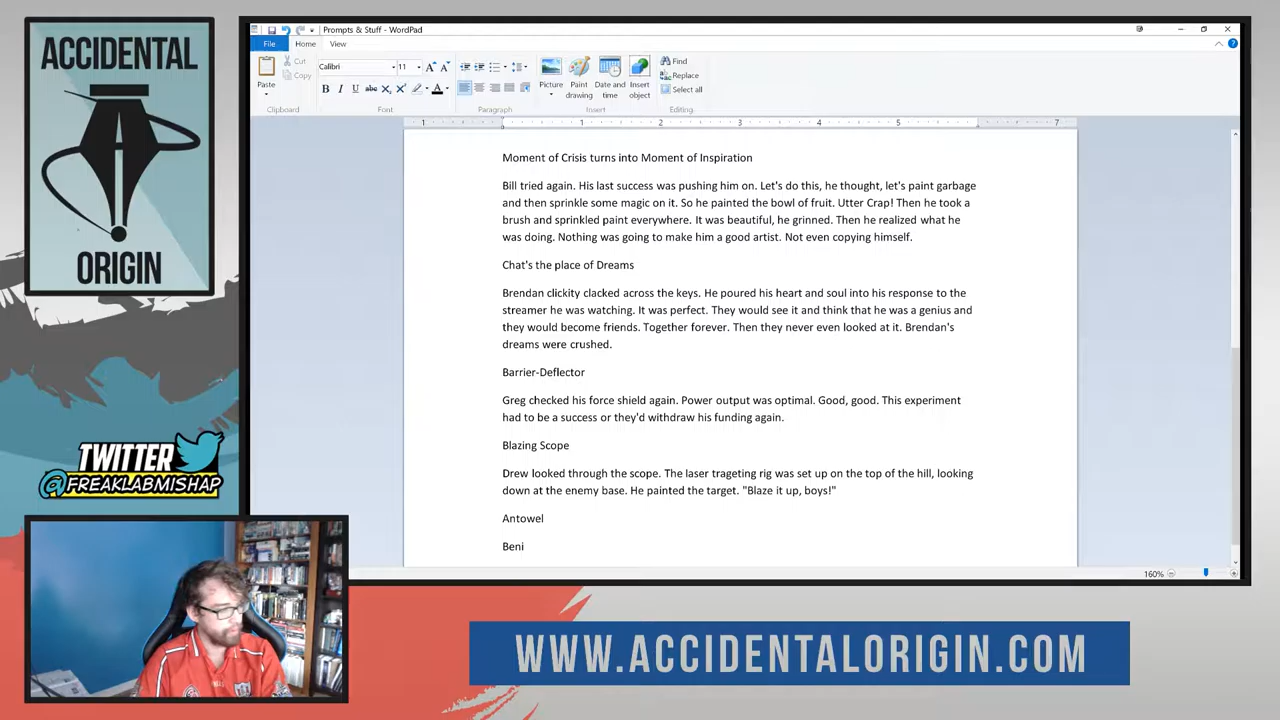 ACCIDENTAL
ORIGIN
Prompts & Stuff - WordPad
File
Home
View
Paste
Cut
Copy
Clipboard
Calibri
11
Font
Paragraph
Picture
Paint drawing
Date and time
Insert object
Insert
Find
Replace
Select all
Editing
1 1 2 3 4 5 7
Moment of Crisis turns into Moment of Inspiration
Bill tried again. His last success was pushing him on. Let's do this, he thought, let's paint garbage
and then sprinkle some magic on it. So he painted the bowl of fruit. Utter Crap! Then he took a
brush and sprinkled paint everywhere. It was beautiful, he grinned. Then he realized what he
was doing. Nothing was going to make him a good artist. Not even copying himself.
Chat's the place of Dreams
Brendan clickity clacked across the keys. He poured his heart and soul into his response to the
streamer he was watching. It was perfect. They would see it and think that he was a genius and
they would become friends. Together forever. Then they never even looked at it. Brendan's
dreams were crushed.
Barrier-Deflector
Greg checked his force shield again. Power output was optimal. Good, good. This experiment
had to be a success or they'd withdraw his funding again.
Blazing Scope
Drew looked through the scope. The laser trageting rig was set up on the top of the hill, looking
down at the enemy base. He painted the target. "Blaze it up, boys!"
Antowel
Beni
160%
TWITTER
@FREAKLABMISHAP
WWW.ACCIDENTALORIGIN.COM